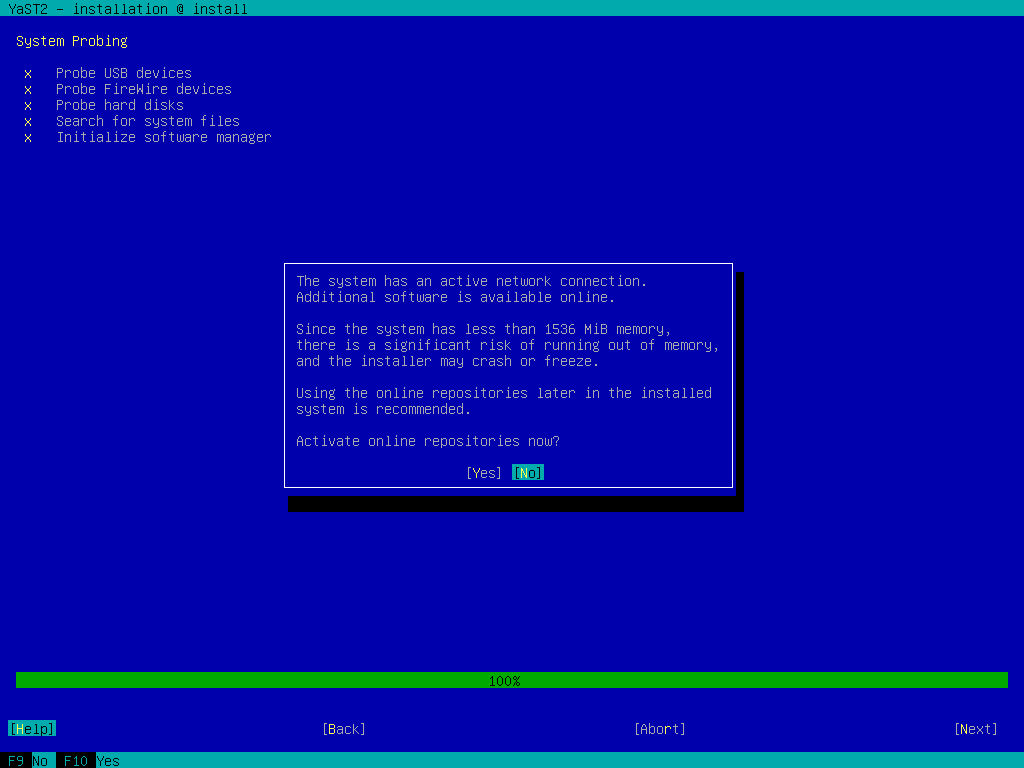 YaST2 - installation @ install
System Probing
x Probe USB devices
x Probe FireWire devices
x Probe hard disks
x Search for system files
x Initialize software manager
The system has an active network connection.
Additional software is available online.
Since the system has less than 1536 MiB memory,
there is a significant risk of running out of memory,
and the installer may crash or freeze.
Using the online repositories later in the installed
system is recommended.
Activate online repositories now?
[Yes] [No]
100%
[Help] [Back] [Abort] [Next]
F9 No F10 Yes